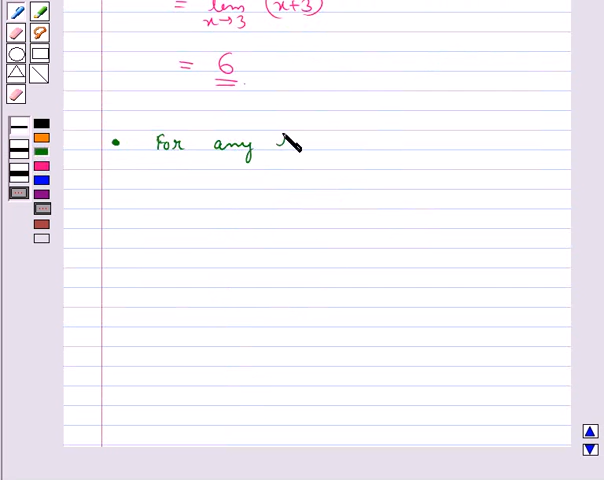 = lim (x+3)
x→3
= 6
• For any